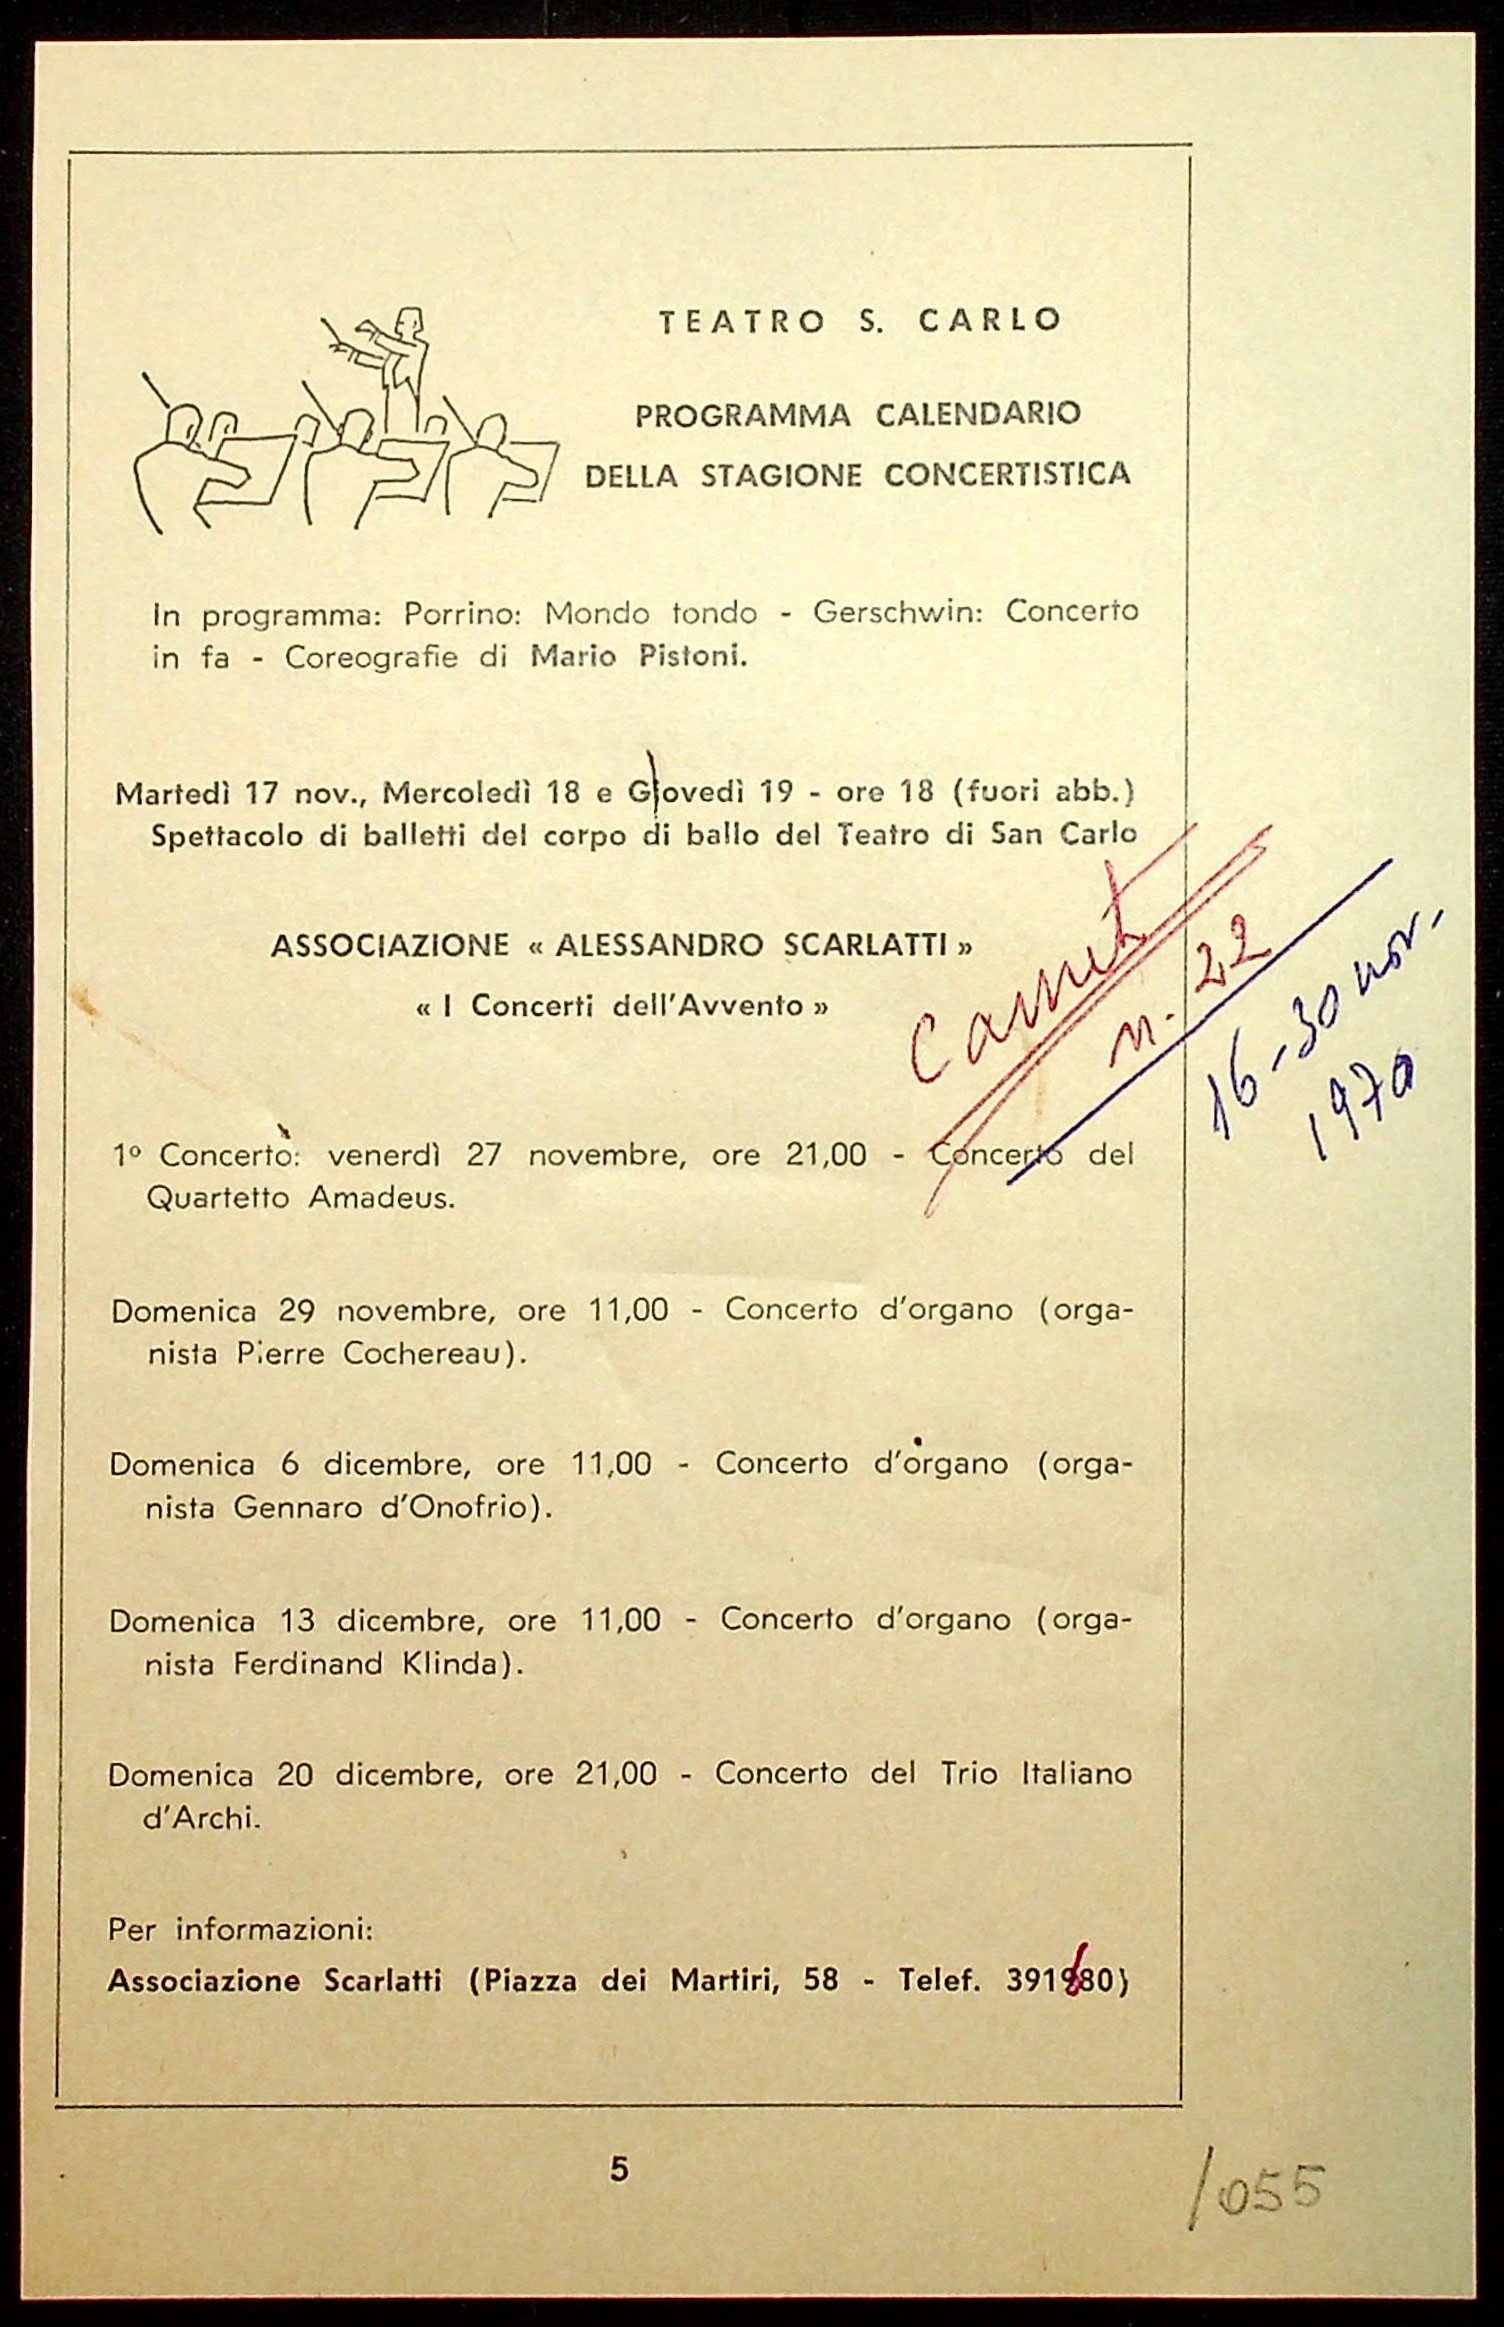 TEATRO S. CARLO
PROGRAMMA CALENDARIO
DELLA STAGIONE CONCERTISTICA
In programma: Porrino: Mondo tondo - Gerschwin: Concerto
in fa - Coreografie di Mario Pistoni.
Martedì 17 nov., Mercoledì 18 e Giovedì 19 - ore 18 (fuori abb.)
Spettacolo di balletti del corpo di ballo del Teatro di San Carlo
ASSOCIAZIONE « ALESSANDRO SCARLATTI »
« I Concerti dell'Avvento »
Carnet
n. 22
16-30 nov.
1970
1º Concerto: venerdì 27 novembre, ore 21,00 - Concerto del
Quartetto Amadeus.
Domenica 29 novembre, ore 11,00 - Concerto d'organo (orga-
nista Pierre Cochereau).
Domenica 6 dicembre, ore 11,00 - Concerto d'organo (orga-
nista Gennaro d'Onofrio).
Domenica 13 dicembre, ore 11,00 - Concerto d'organo (orga-
nista Ferdinand Klinda).
Domenica 20 dicembre, ore 21,00 - Concerto del Trio Italiano
d'Archi.
Per informazioni:
Associazione Scarlatti (Piazza dei Martiri, 58 - Telef.
5
/055